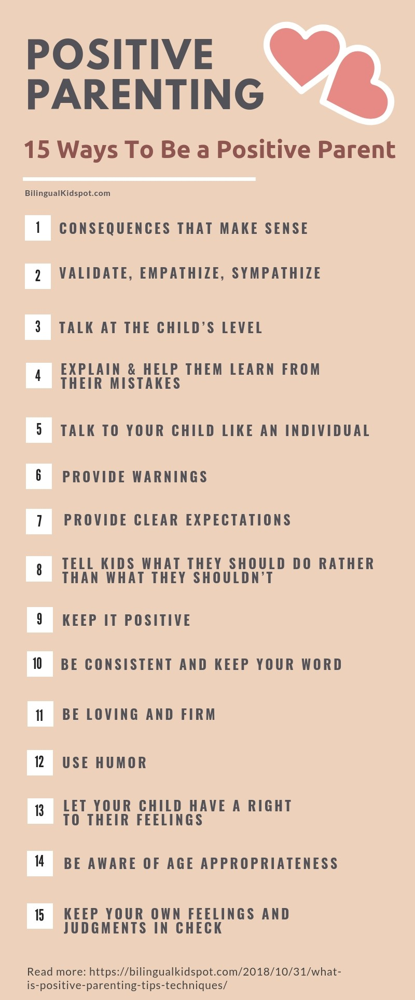 POSITIVE
PARENTING
15 Ways To Be a Positive Parent
BilingualKidspot.com
1 CONSEQUENCES THAT MAKE SENSE
2 VALIDATE, EMPATHIZE, SYMPATHIZE
3 TALK AT THE CHILD’S LEVEL
4 EXPLAIN & HELP THEM LEARN FROM
THEIR MISTAKES
5 TALK TO YOUR CHILD LIKE AN INDIVIDUAL
6 PROVIDE WARNINGS
7 PROVIDE CLEAR EXPECTATIONS
8 TELL KIDS WHAT THEY SHOULD DO RATHER
THAN WHAT THEY SHOULDN’T
9 KEEP IT POSITIVE
10 BE CONSISTENT AND KEEP YOUR WORD
11 BE LOVING AND FIRM
12 USE HUMOR
13 LET YOUR CHILD HAVE A RIGHT
TO THEIR FEELINGS
14 BE AWARE OF AGE APPROPRIATENESS
15 KEEP YOUR OWN FEELINGS AND
JUDGMENTS IN CHECK
Read more: https://bilingualkidspot.com/2018/10/31/what-
is-positive-parenting-tips-techniques/